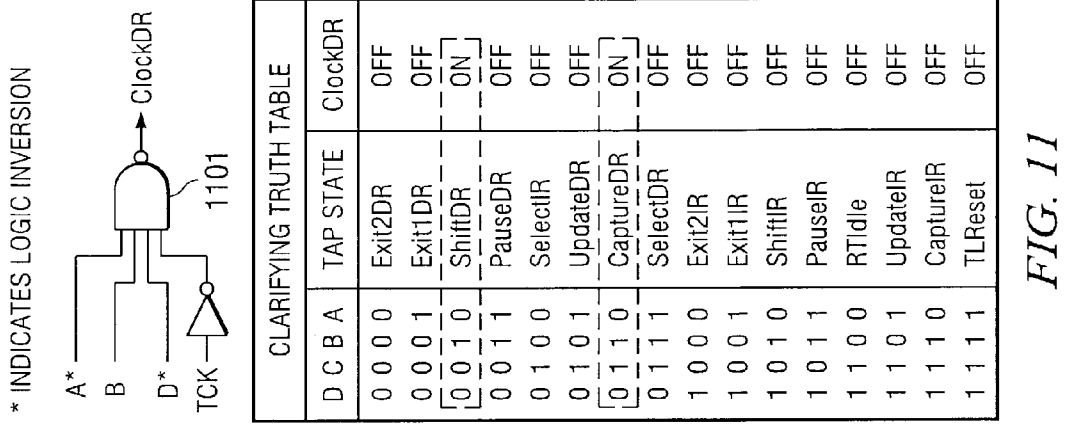 * INDICATES LOGIC INVERSION
A*
B
D*
TCK
ClockDR
1101
CLARIFYING TRUTH TABLE
D C B A TAP STATE ClockDR
0 0 0 0 Exit2DR OFF
0 0 0 1 Exit1DR OFF
0 0 1 0 ShiftDR ON
0 0 1 1 PauseDR OFF
0 1 0 0 SelectIR OFF
0 1 0 1 UpdateDR OFF
0 1 1 0 CaptureDR ON
0 1 1 1 SelectDR OFF
1 0 0 0 Exit2IR OFF
1 0 0 1 Exit1IR OFF
1 0 1 0 ShiftIR OFF
1 0 1 1 PauseIR OFF
1 1 0 0 RTIdle OFF
1 1 0 1 UpdateIR OFF
1 1 1 0 CaptureIR OFF
1 1 1 1 TLReset OFF
FIG. 11